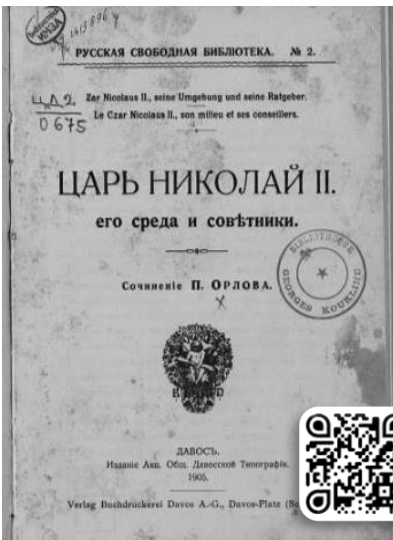 1413896
РУССКАЯ СВОБОДНАЯ БИБЛІОТЕКА. № 2.
ЦД2
0675
Zar Nicolaus II., seine Umgebung und seine Ratgeber.
Le Czar Nicolaus II., son milieu et ses conseillers.
ЦАРЬ НИКОЛАЙ II.
его среда и совѣтники.
BIBLIOTHEQUE
GEORGES KOUKLINE
Сочиненіе П. ОРЛОВА.
ДАВОСЪ.
Изданіе Акц. Общ. Давосской Типографіи.
1905.
Verlag Buchdruckerei Davos A.-G., Davos-Platz